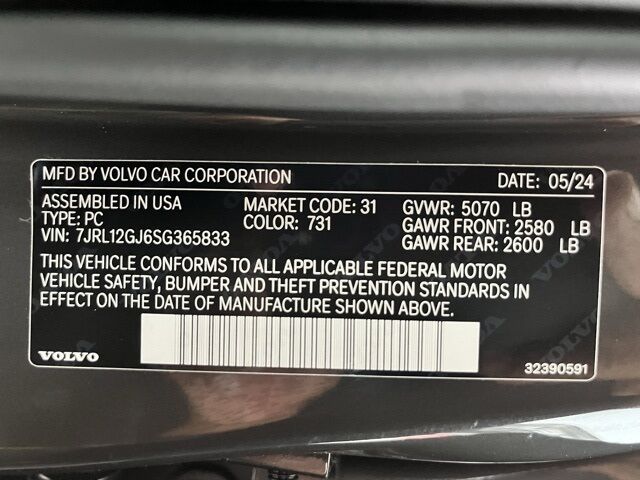 MFD BY VOLVO CAR CORPORATION DATE: 05/24
ASSEMBLED IN USA MARKET CODE: 31 GVWR: 5070 LB
TYPE: PC COLOR: 731 GAWR FRONT: 2580 LB
VIN: 7JRL12GJ6SG365833 GAWR REAR: 2600 LB
THIS VEHICLE CONFORMS TO ALL APPLICABLE FEDERAL MOTOR
VEHICLE SAFETY, BUMPER AND THEFT PREVENTION STANDARDS IN
EFFECT ON THE DATE OF MANUFACTURE SHOWN ABOVE.
VOLVO 32390591